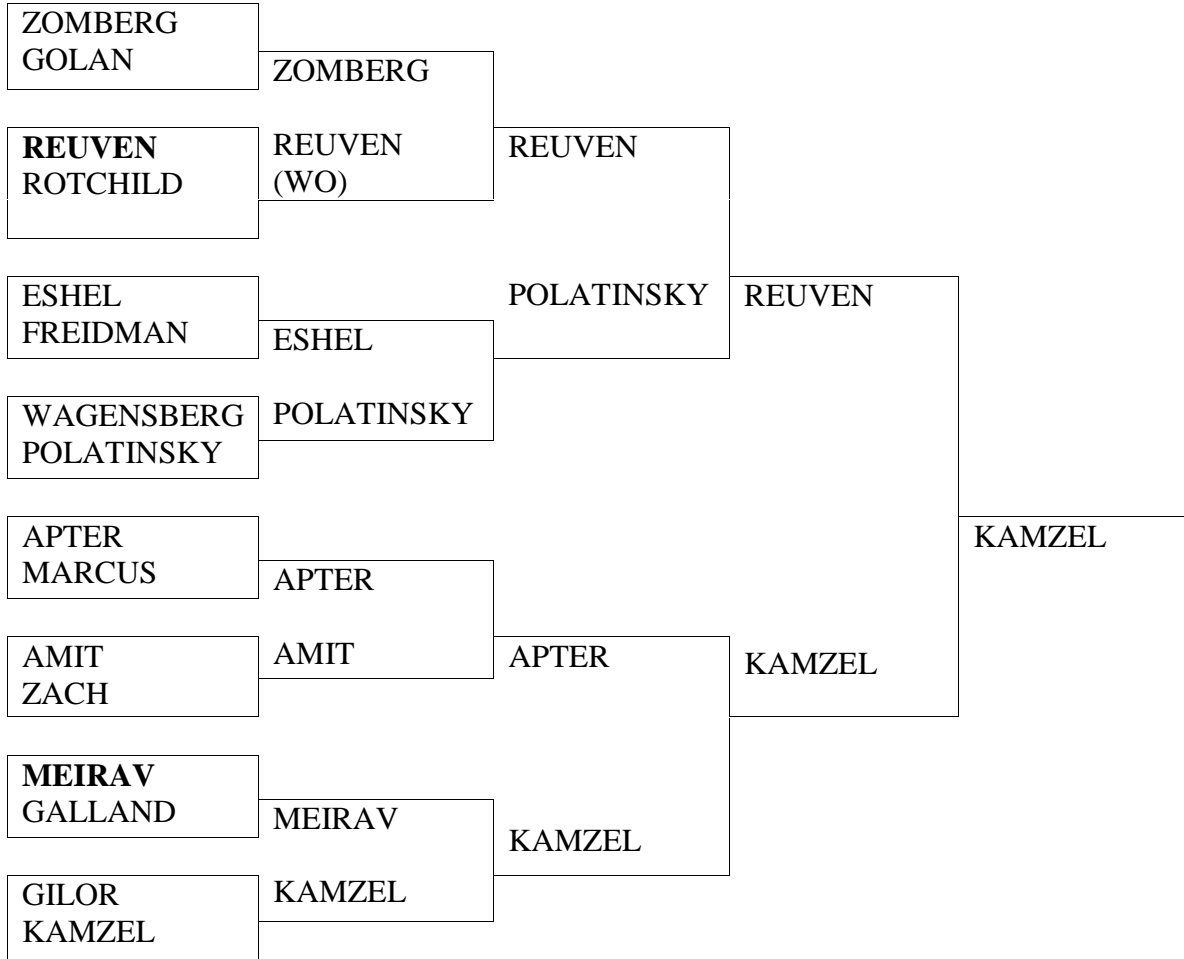 ZOMBERG
GOLAN
REUVEN
ROTCHILD
ESHEL
FREIDMAN
WAGENSBERG
POLATINSKY
APTER
MARCUS
AMIT
ZACH
MEIRAV
GALLAND
GILOR
KAMZEL
ZOMBERG
REUVEN
(WO)
ESHEL
POLATINSKY
APTER
AMIT
MEIRAV
KAMZEL
REUVEN
POLATINSKY
APTER
KAMZEL
REUVEN
KAMZEL
KAMZEL